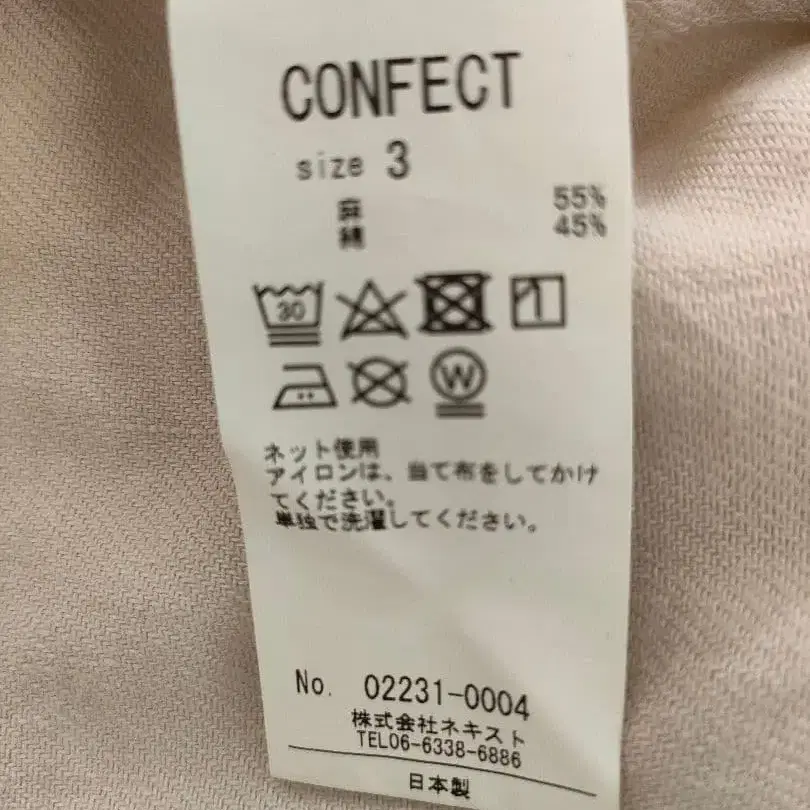 CONFECT
size 3
麻 55%
綿 45%
30
W
ネット使用
アイロンは、当て布をしてかけ
てください。
単独で洗濯してください。
No. 02231-0004
株式会社ネキスト
TEL06-6338-6886
日本製